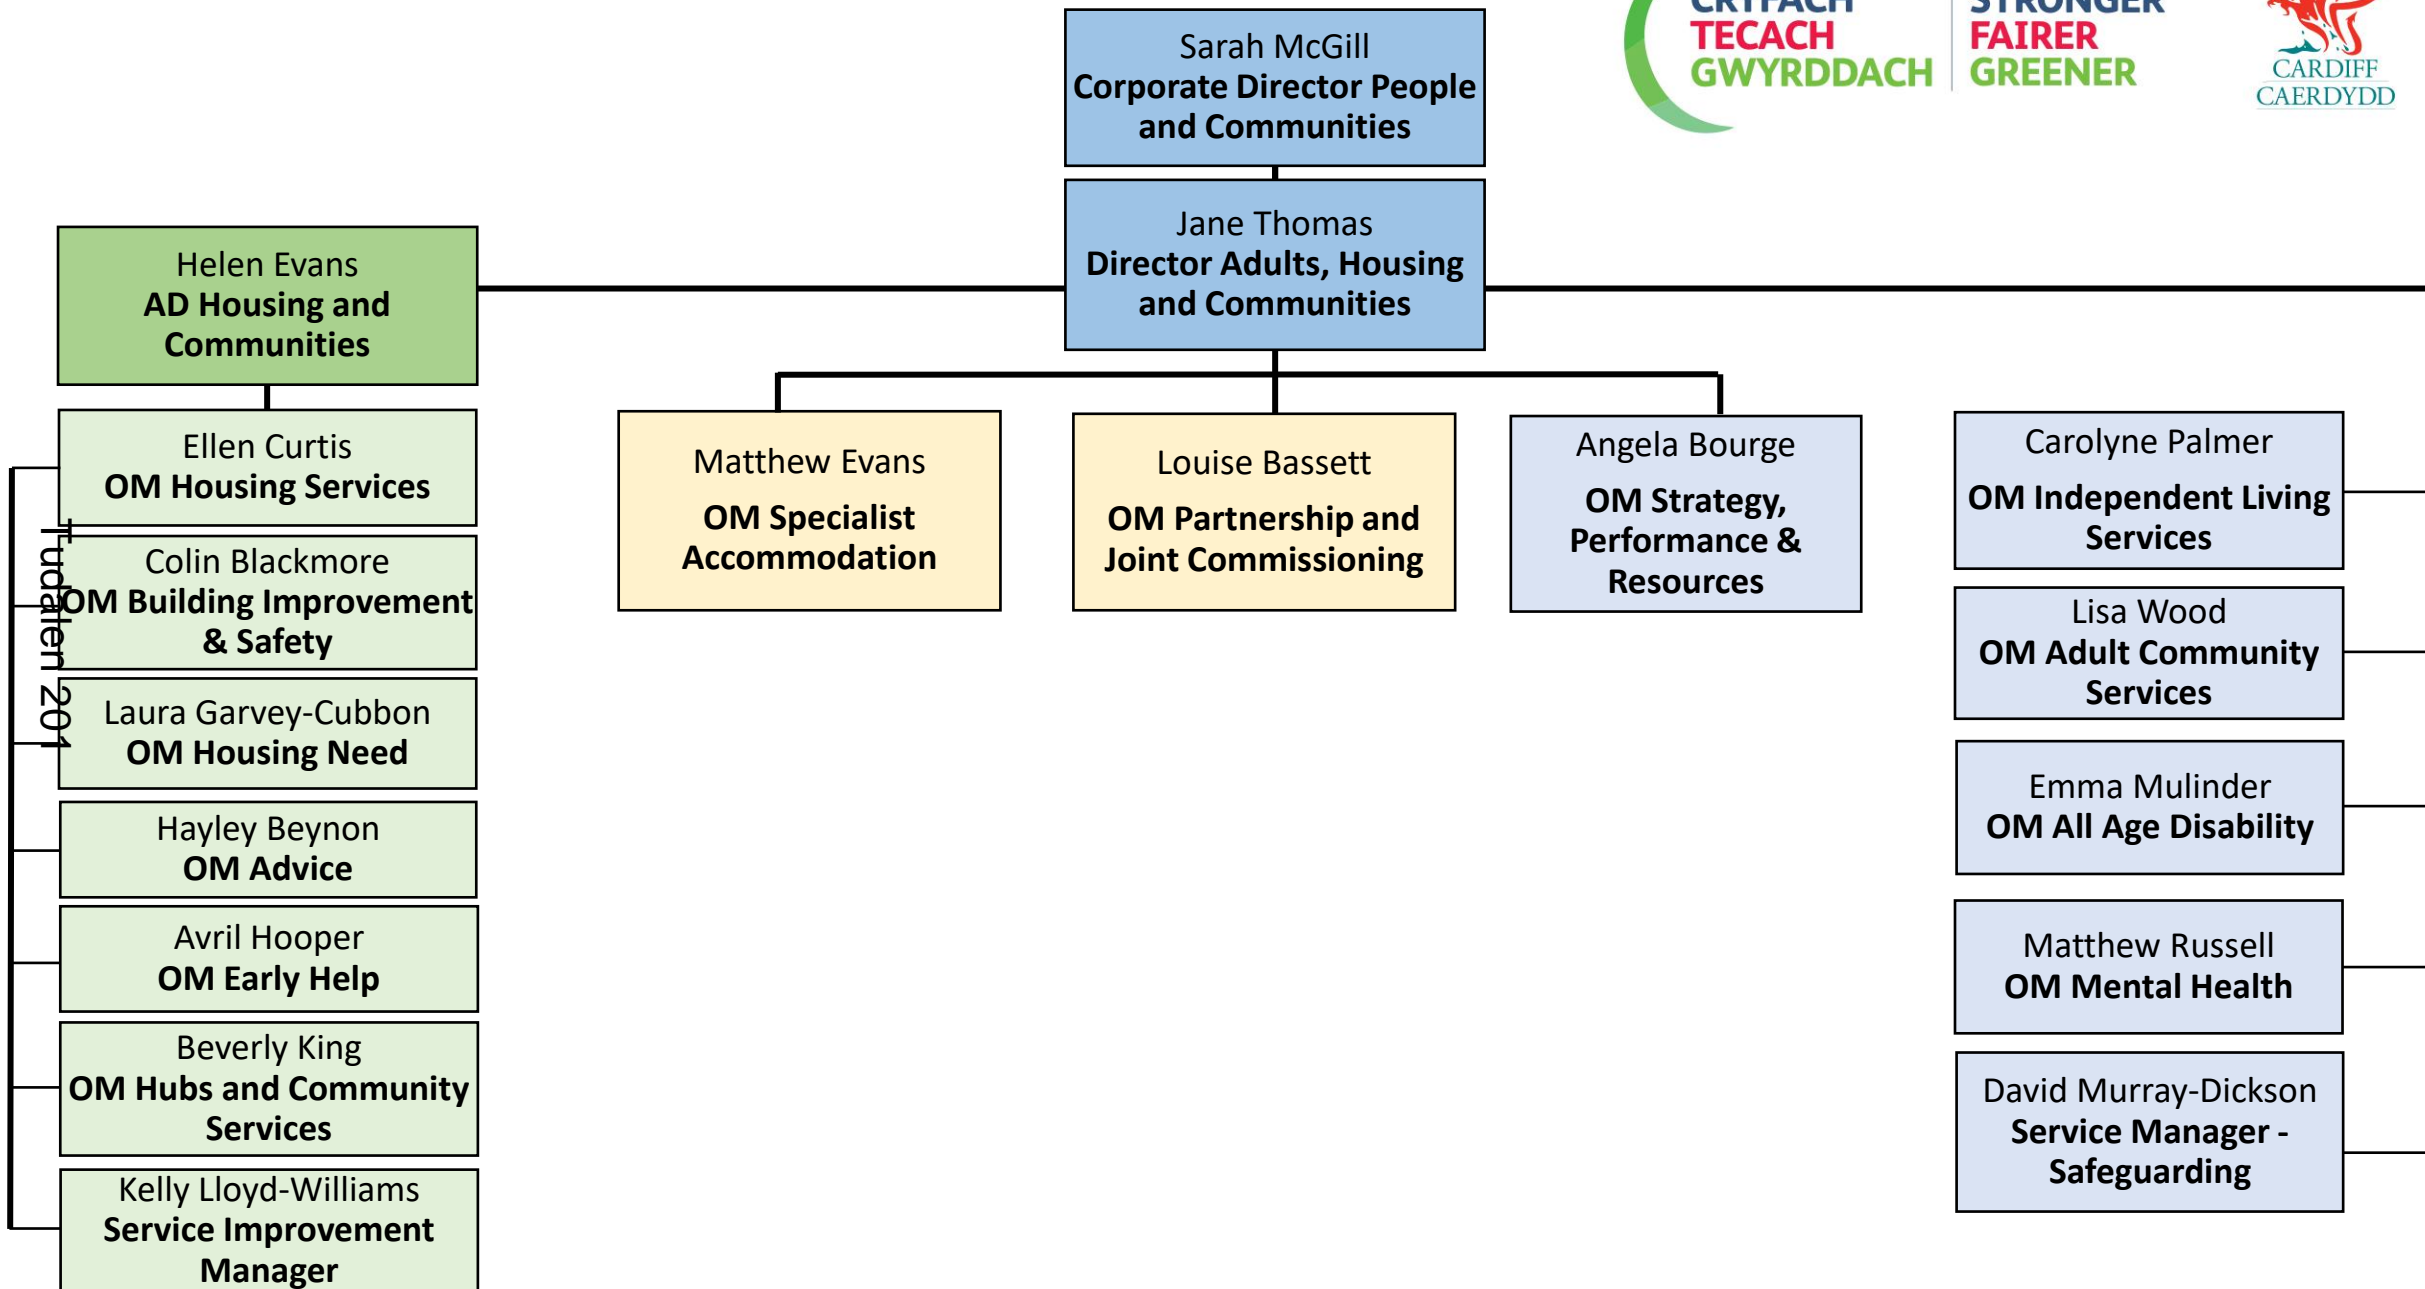 CRYFACH
TECACH
GWYRDDACH
STRONGER
FAIRER
GREENER
CARDIFF
CAERDYDD
Sarah McGill
Corporate Director People
and Communities
Jane Thomas
Director Adults, Housing
and Communities
Helen Evans
AD Housing and
Communities
Ellen Curtis
OM Housing Services
Colin Blackmore
OM Building Improvement
& Safety
Laura Garvey-Cubbon
OM Housing Need
Hayley Beynon
OM Advice
Avril Hooper
OM Early Help
Beverly King
OM Hubs and Community
Services
Kelly Lloyd-Williams
Service Improvement
Manager
Tudalen 201
Matthew Evans
OM Specialist
Accommodation
Louise Bassett
OM Partnership and
Joint Commissioning
Angela Bourge
OM Strategy,
Performance &
Resources
Carolyne Palmer
OM Independent Living
Services
Lisa Wood
OM Adult Community
Services
Emma Mulinder
OM All Age Disability
Matthew Russell
OM Mental Health
David Murray-Dickson
Service Manager -
Safeguarding